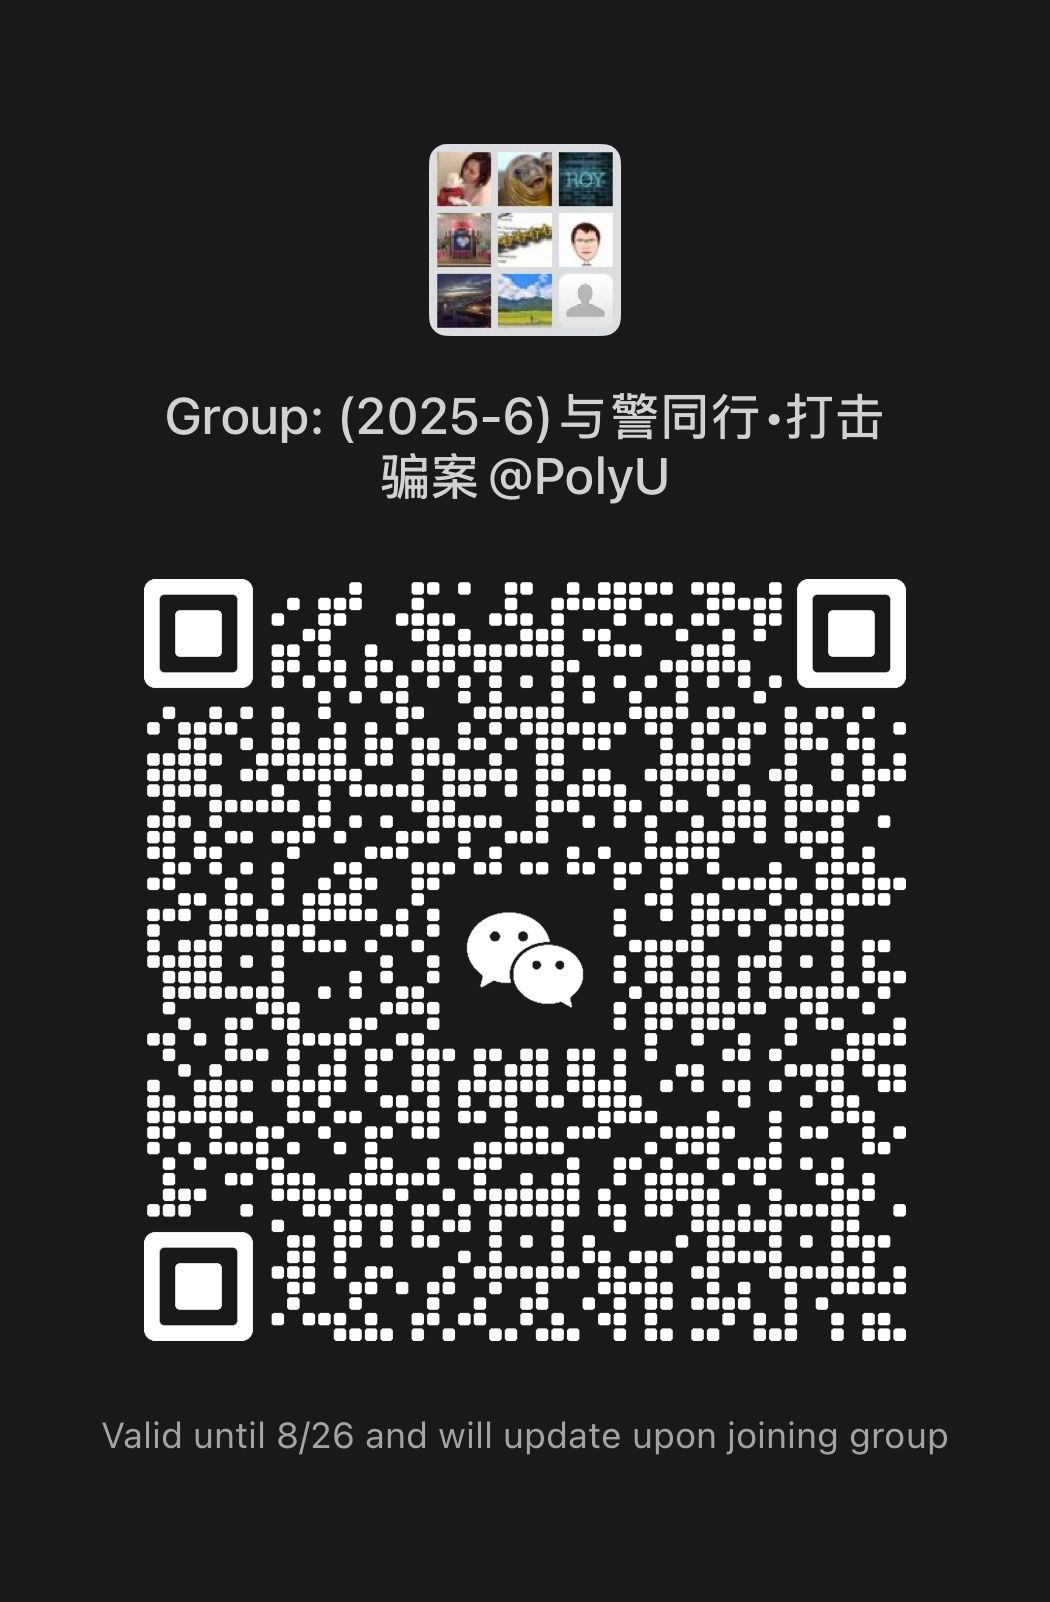 ROY
Group: (2025-6)与警同行•打击
骗案@PolyU
Valid until 8/26 and will update upon joining group